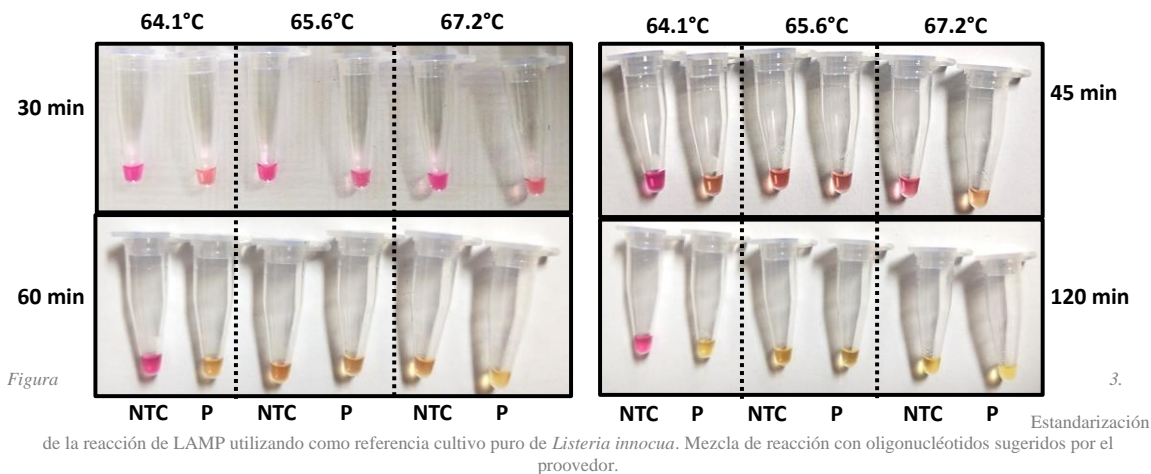 64.1°C 65.6°C 67.2°C 64.1°C 65.6°C 67.2°C
30 min 45 min
60 min 120 min
NTC P NTC P NTC P NTC P NTC P NTC P
Figura 3.
Estandarización
de la reacción de LAMP utilizando como referencia cultivo puro de Listeria innocua. Mezcla de reacción con oligonucléotidos sugeridos por el
proovedor.